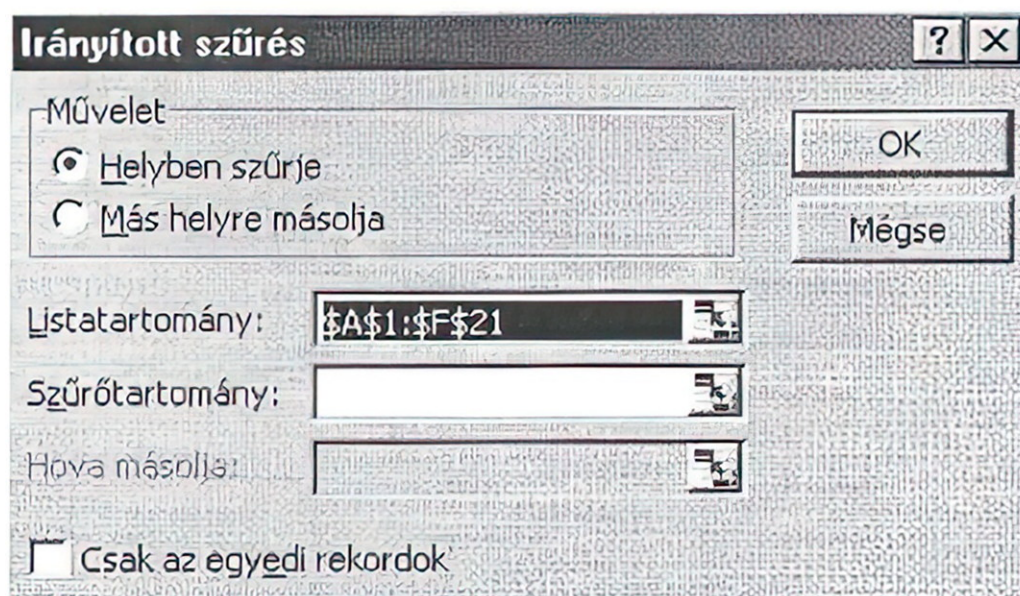 Irányított szűrés
Művelet
Helyben szűrje
Más helyre másolja
OK
Mégse
Listatartomány: $A$1:$F$21
Szűrőtartomány:
Hova másolja:
Csak az egyedi rekordok